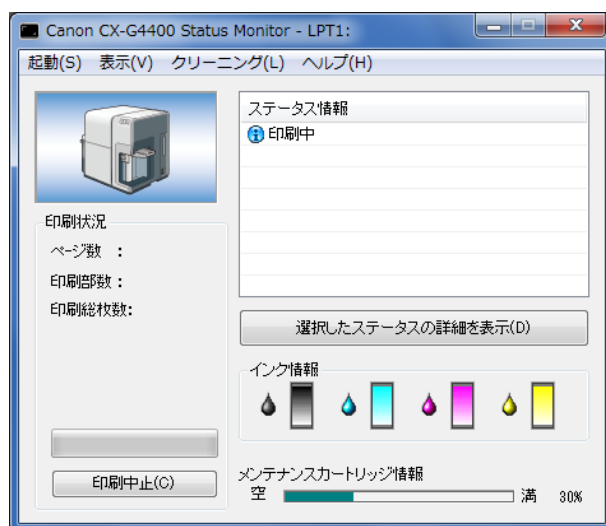 Canon CX-G4400 Status Monitor - LPT1:
起動(S) 表示(V) クリーニング(L) ヘルプ(H)
ステータス情報
印刷中
印刷状況
ページ数 :
印刷部数:
印刷総枚数:
選択したステータスの詳細を表示(D)
インク情報
印刷中止(C)
メンテナンスカートリッジ情報
空 満 30%